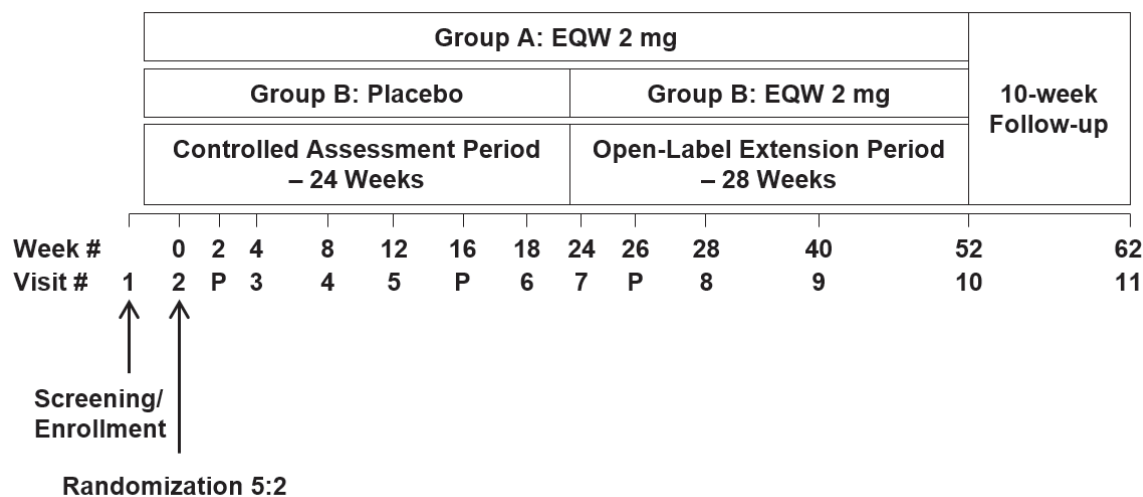 Group A: EQW 2 mg
Group B: Placebo
Group B: EQW 2 mg
10-week
Follow-up
Controlled Assessment Period
– 24 Weeks
Open-Label Extension Period
– 28 Weeks
Week # 0 2 4 8 12 16 18 24 26 28 40 52 62
Visit # 1 2 P 3 4 5 P 6 7 P 8 9 10 11
Screening/
Enrollment
Randomization 5:2